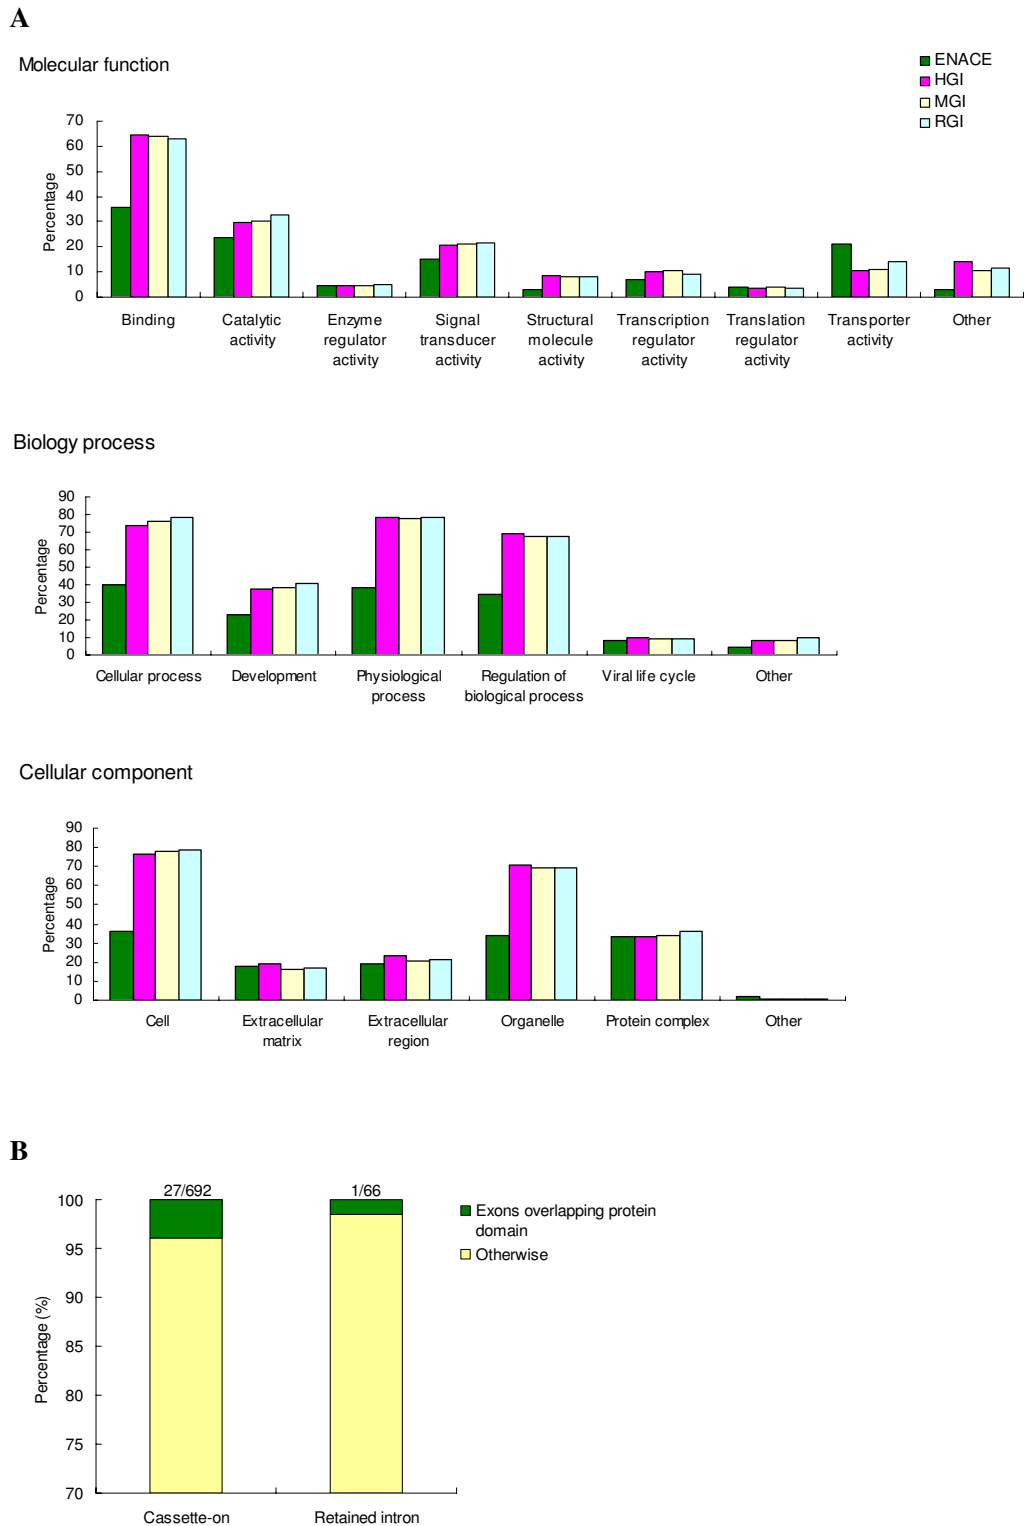 A
Molecular function
ENACE
HGI
MGI
RGI
Percentage
70
60
50
40
30
20
10
0
Binding
Catalytic
activity
Enzyme
regulator
activity
Signal
transducer
activity
Structural
molecule
activity
Transcription
regulator
activity
Translation
regulator
activity
Transporter
activity
Other
Biology process
Percentage
90
80
70
60
50
40
30
20
10
0
Cellular process
Development
Physiological
process
Regulation of
biological process
Viral life cycle
Other
Cellular component
Percentage
90
80
70
60
50
40
30
20
10
0
Cell
Extracellular
matrix
Extracellular
region
Organelle
Protein complex
Other
B
27/692
1/66
Exons overlapping protein
domain
Otherwise
Percentage (%)
100
95
90
85
80
75
70
Cassette-on
Retained intron